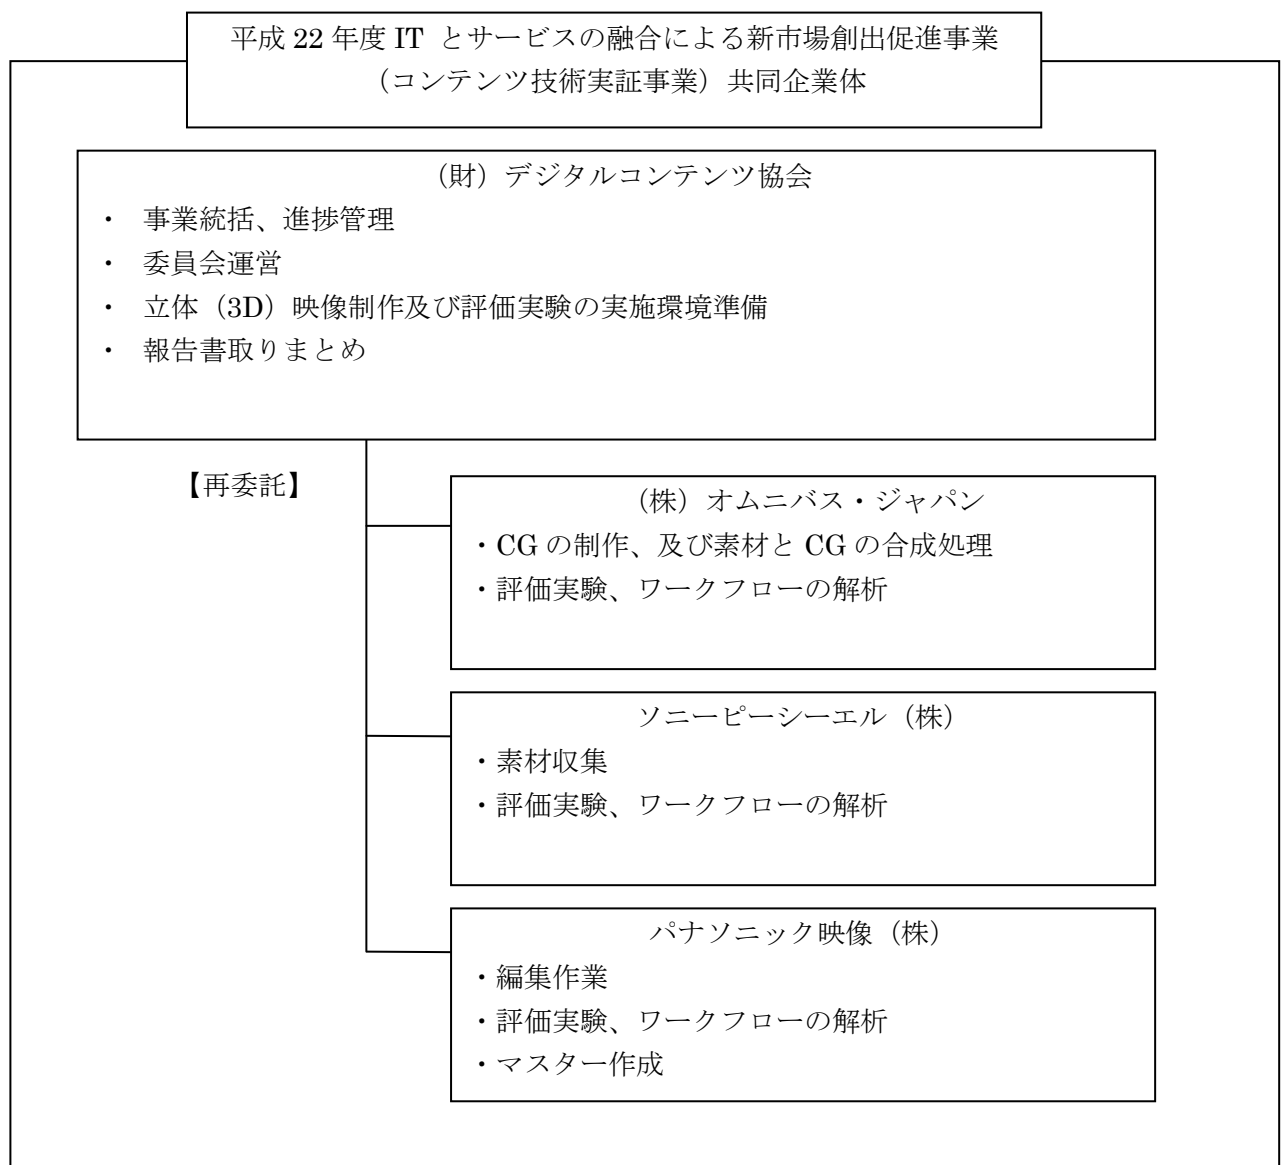 平成 22 年度 IT とサービスの融合による新市場創出促進事業
（コンテンツ技術実証事業）共同企業体
（財）デジタルコンテンツ協会
・ 事業統括、進捗管理
・ 委員会運営
・ 立体（3D）映像制作及び評価実験の実施環境準備
・ 報告書取りまとめ
【再委託】
（株）オムニバス・ジャパン
・CG の制作、及び素材と CG の合成処理
・評価実験、ワークフローの解析
ソニーピーシーエル（株）
・素材収集
・評価実験、ワークフローの解析
パナソニック映像（株）
・編集作業
・評価実験、ワークフローの解析
・マスター作成